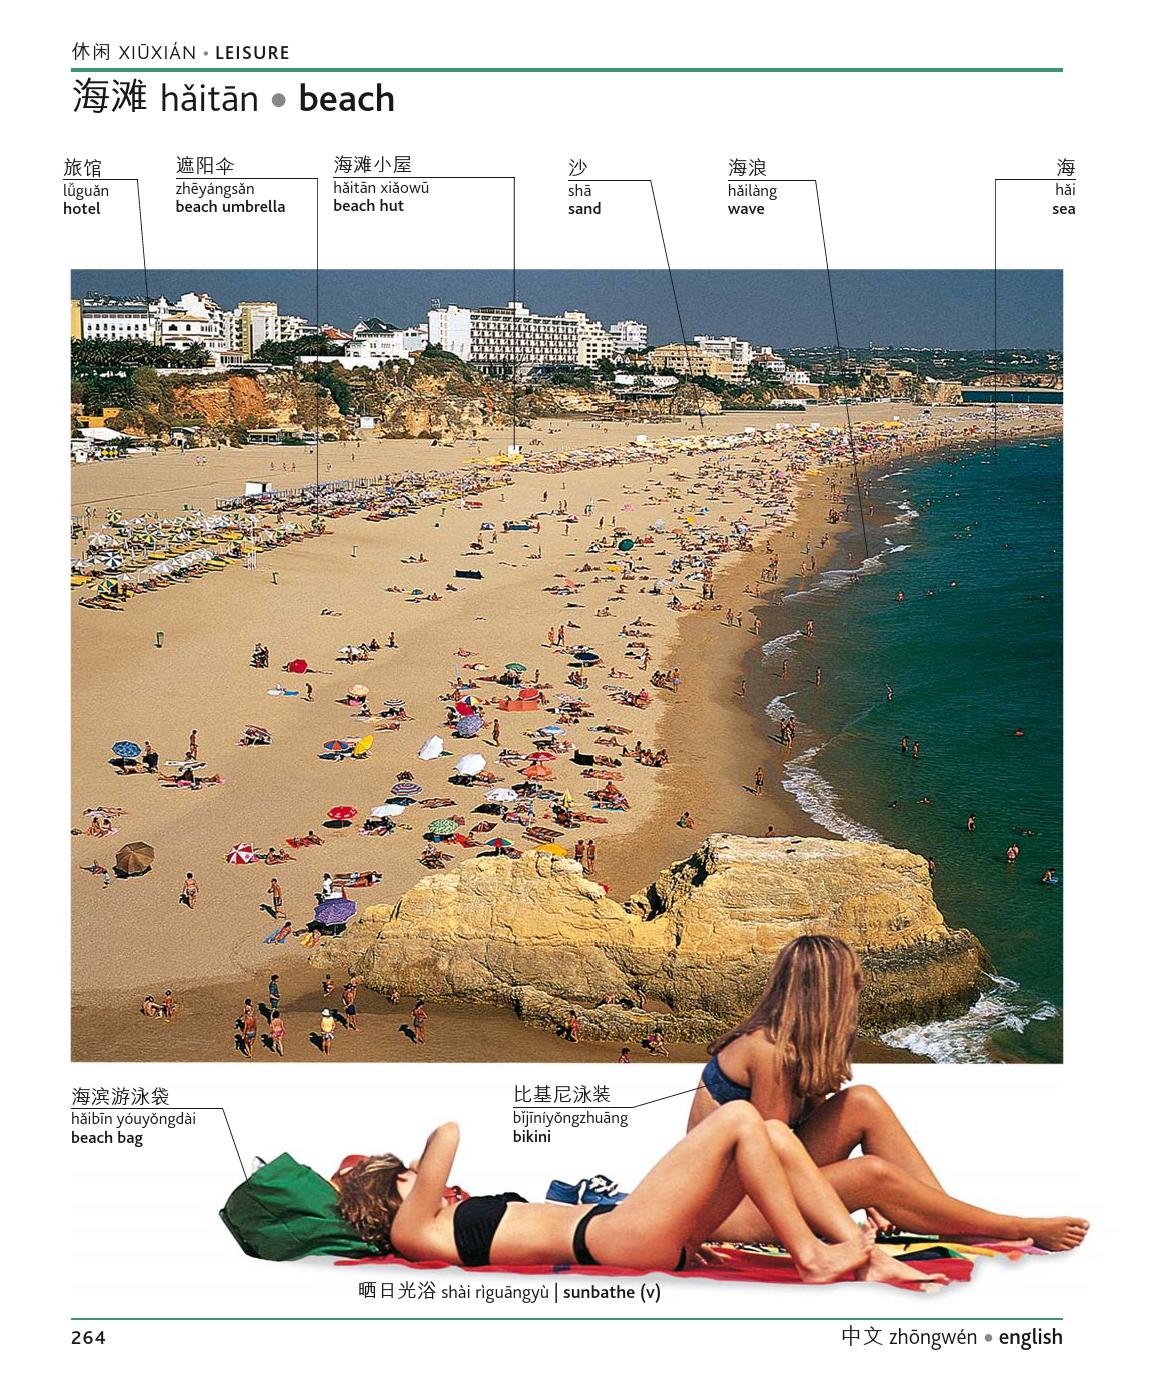 休闲 XIŪXIÁN • LEISURE
海滩 hǎitān • beach
旅馆
lǚguǎn
hotel
遮阳伞
zhēyángsǎn
beach umbrella
海滩小屋
hǎitān xiǎowū
beach hut
沙
shā
sand
海浪
hǎilàng
wave
海
hǎi
sea
海滨游泳袋
hǎibīn yóuyǒngdài
beach bag
比基尼泳装
bǐjīníyǒngzhuāng
bikini
晒日光浴 shài rìguāngyù | sunbathe (v)
264
中文 zhōngwén • english